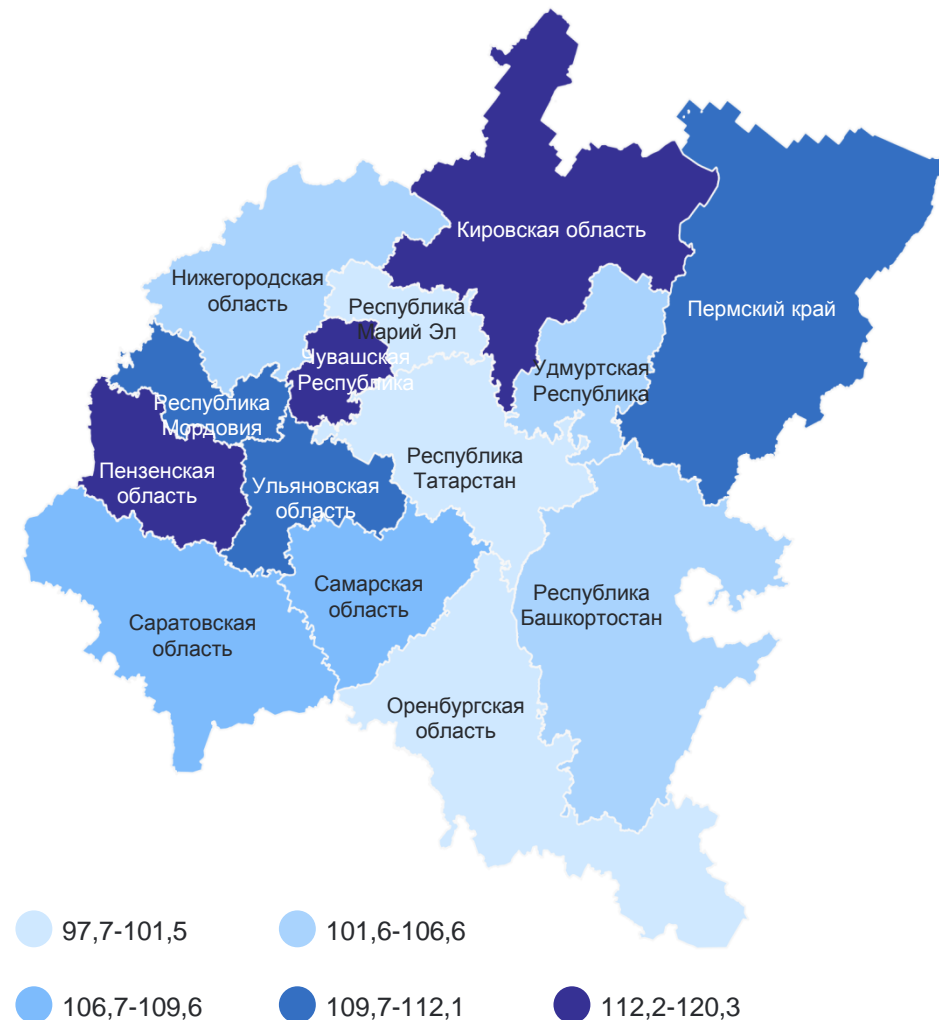 Кировская область
Нижегородская
область
Республика
Марий Эл
Пермский край
Чувашская
Республика
Удмуртская
Республика
Республика
Мордовия
Республика
Татарстан
Пензенская
область
Ульяновская
область
Самарская
область
Республика
Башкортостан
Саратовская
область
Оренбургская
область
97,7-101,5
101,6-106,6
106,7-109,6
109,7-112,1
112,2-120,3